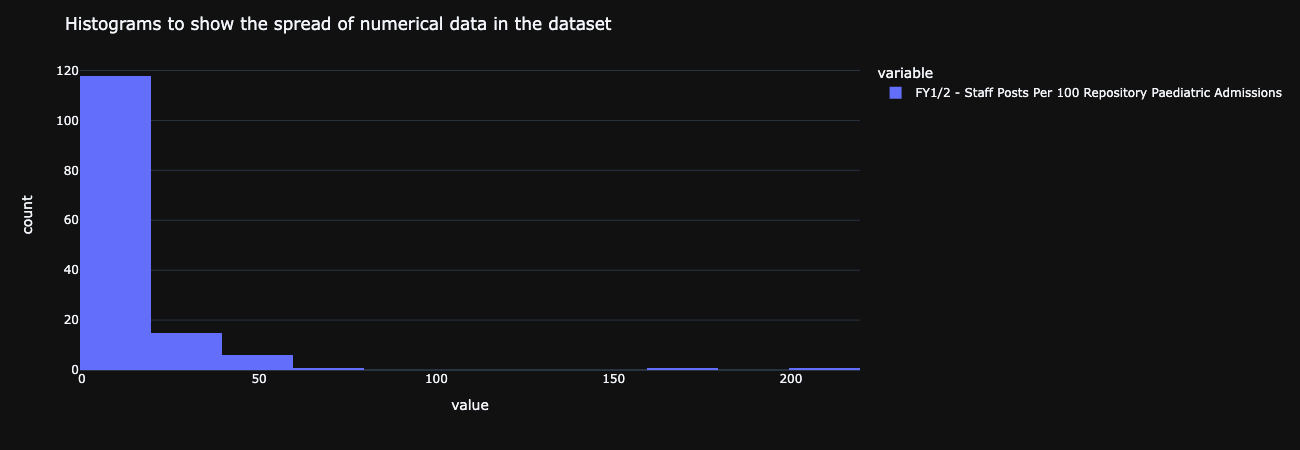 Histograms to show the spread of numerical data in the dataset
120
100
80
60
40
20
0
count
0 50 100 150 200
value
variable
FY1/2 - Staff Posts Per 100 Repository Paediatric Admissions